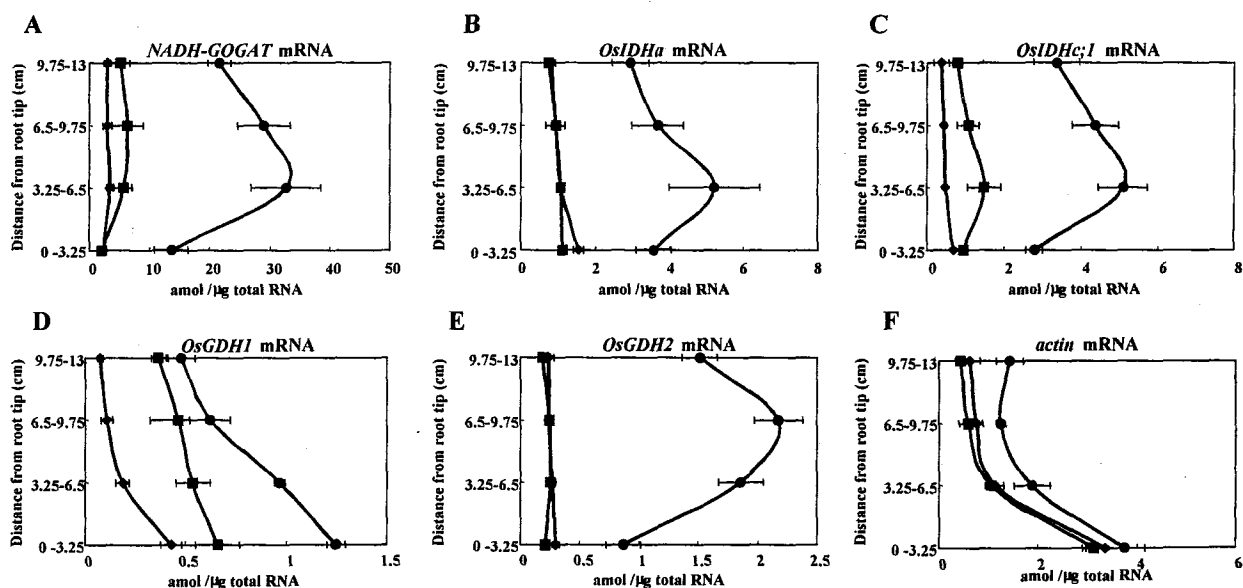 A
B
C
NADH-GOGAT mRNA
OsIDHa mRNA
OsIDHc;1 mRNA
Distance from root tip (cm)
9.75-13
6.5-9.75
3.25-6.5
0 -3.25
0
10
20
30
40
50
amol /µg total RNA
Distance from root tip (cm)
9.75-13
6.5-9.75
3.25-6.5
0 -3.25
0
2
4
6
8
amol /µg total RNA
Distance from root tip (cm)
9.75-13
6.5-9.75
3.25-6.5
0 -3.25
0
2
4
6
8
amol /µg total RNA
D
E
F
OsGDH1 mRNA
OsGDH2 mRNA
actin mRNA
Distance from root tip (cm)
9.75-13
6.5-9.75
3.25-6.5
0 -3.25
0
0.5
1
1.5
amol /µg total RNA
Distance from root tip (cm)
9.75-13
6.5-9.75
3.25-6.5
0 -3.25
0
0.5
1
1.5
2
2.5
amol /µg total RNA
Distance from root tip (cm)
9.75-13
6.5-9.75
3.25-6.5
0 -3.25
0
2
4
6
amol /µg total RNA